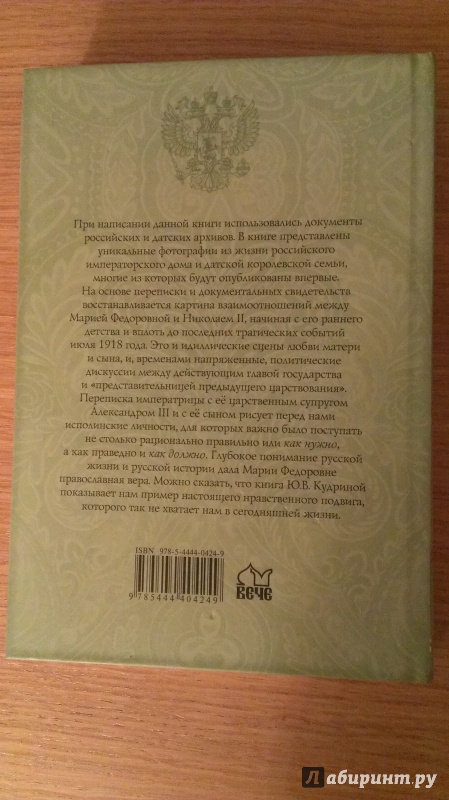 При написании данной книги использовались документы
российских и датских архивов. В книге представлены
уникальные фотографии из жизни российского
императорского дома и датской королевской семьи,
многие из которых будут опубликованы впервые.
На основе переписки и документальных свидетельств
восстанавливается картина взаимоотношений между
Марией Федоровной и Николаем II, начиная с его раннего
детства и вплоть до последних трагических событий
июля 1918 года. Это и идиллические сцены любви матери
и сына, и, временами напряженные, политические
дискуссии между действующим главой государства
и «представительницей предыдущего царствования».
Переписка императрицы с её царственным супругом
Александром III и с её сыном рисует перед нами
исполинские личности, для которых важно было поступать
не столько рационально правильно или как нужно,
а как праведно и как должно. Глубокое понимание русской
жизни и русской истории дала Марии Федоровне
православная вера. Можно сказать, что книга Ю.В. Кудриной
показывает нам пример настоящего нравственного подвига,
которого так не хватает нам в сегодняшней жизни.
ISBN 978-5-4444-0424-9
9 785444 404249
ВЕЧЕ
Лабиринт.ру